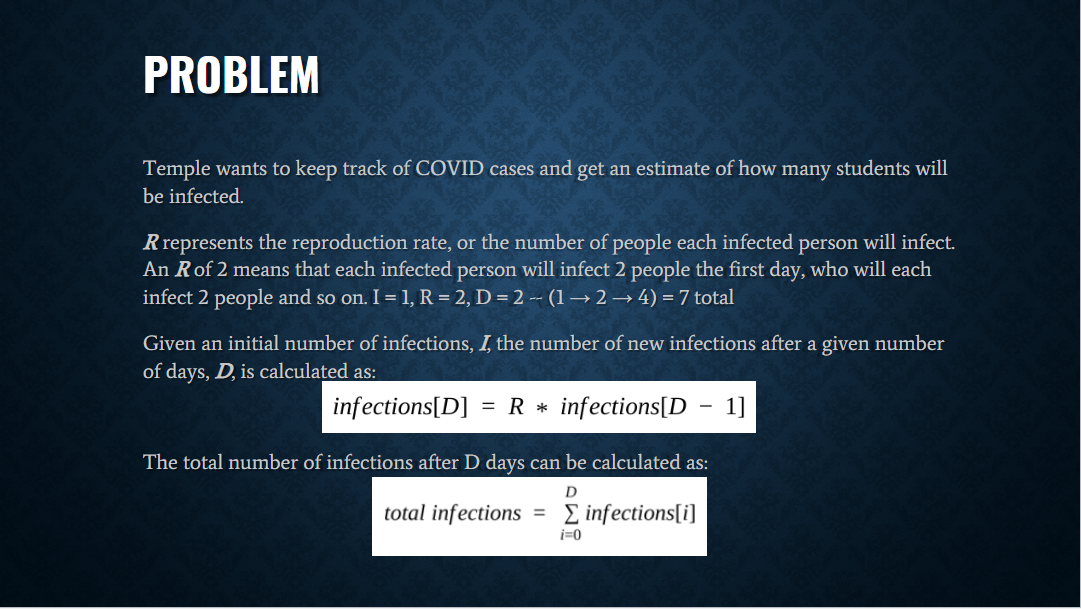 PROBLEM
Temple wants to keep track of COVID cases and get an estimate of how many students will
be infected.
R represents the reproduction rate, or the number of people each infected person will infect.
An R of 2 means that each infected person will infect 2 people the first day, who will each
infect 2 people and so on. I = 1, R = 2, D = 2 -- (1 → 2 → 4) = 7 total
Given an initial number of infections, I, the number of new infections after a given number
of days, D, is calculated as:
infections[D] = R * infections[D − 1]
The total number of infections after D days can be calculated as:
D
total infections = Σ infections[i]
i=0